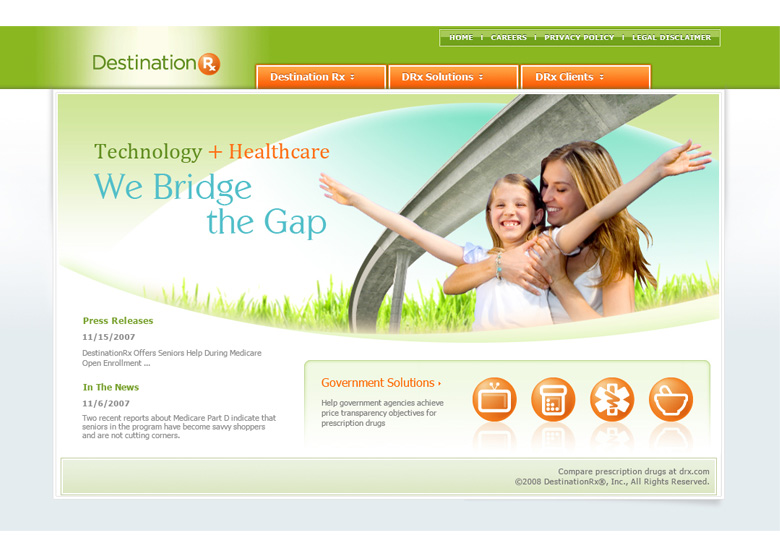 HOME | CAREERS | PRIVACY POLICY | LEGAL DISCLAIMER
Destination Rx
Destination Rx DRx Solutions DRx Clients
Technology + Healthcare
We Bridge
the Gap
Press Releases
11/15/2007
DestinationRx Offers Seniors Help During Medicare
Open Enrollment ...
In The News
11/6/2007
Two recent reports about Medicare Part D indicate that
seniors in the program have become savvy shoppers
and are not cutting corners.
Government Solutions
Help government agencies achieve
price transparency objectives for
prescription drugs
Compare prescription drugs at drx.com
©2008 DestinationRx®, Inc., All Rights Reserved.